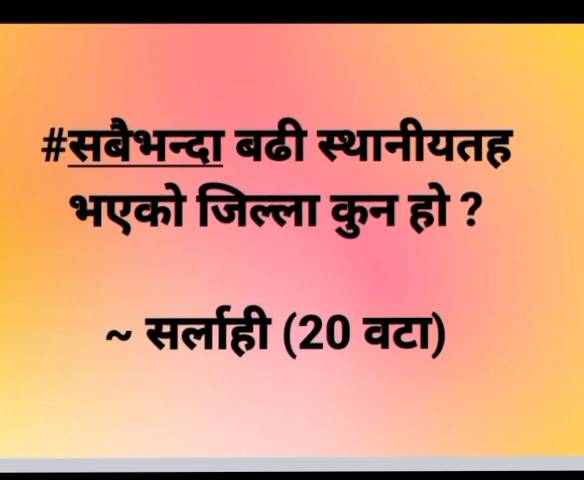 #सबैभन्दा बढी स्थानीयतह
भएको जिल्ला कुन हो ?
~ सर्लाही (20 वटा)